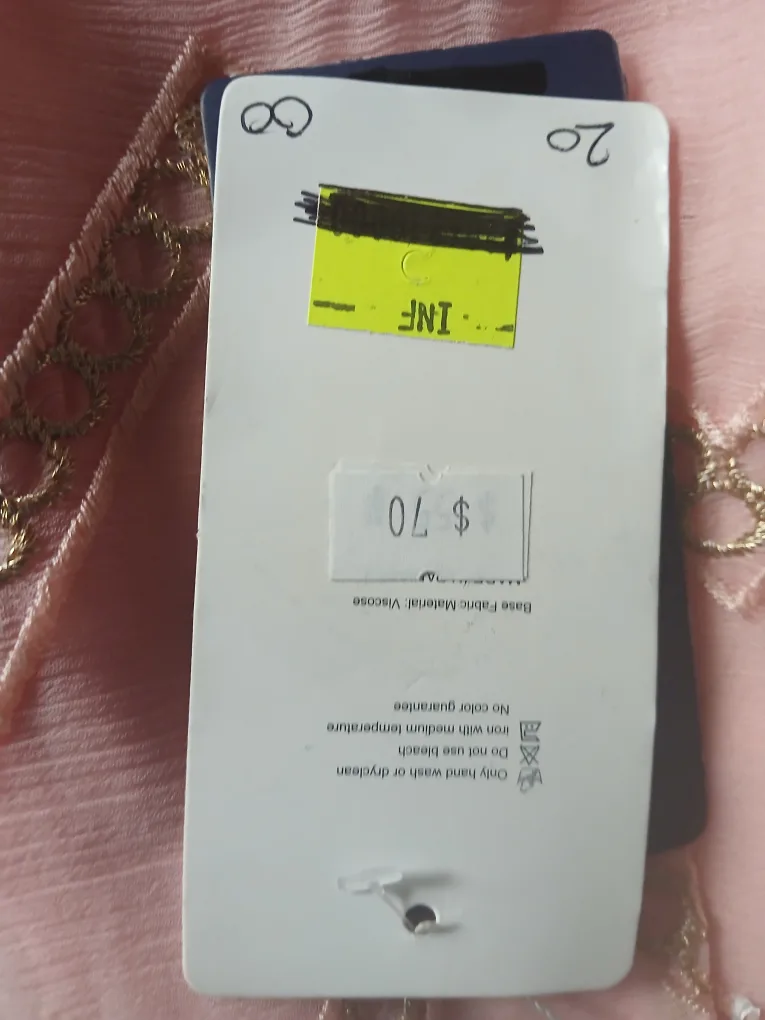 Only hand wash or dryclean
Do not use bleach
iron with medium temperature
No color guarantee
Base Fabric Material: Viscose
$ 70
INF
20